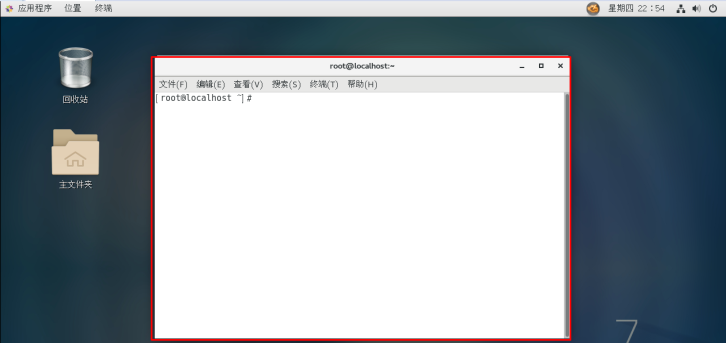 应用程序 位置 终端 星期四 22：54
回收站
主文件夹
root@localhost:~
文件(F) 编辑(E) 查看(V) 搜索(S) 终端(T) 帮助(H)
[root@localhost ~]#
7